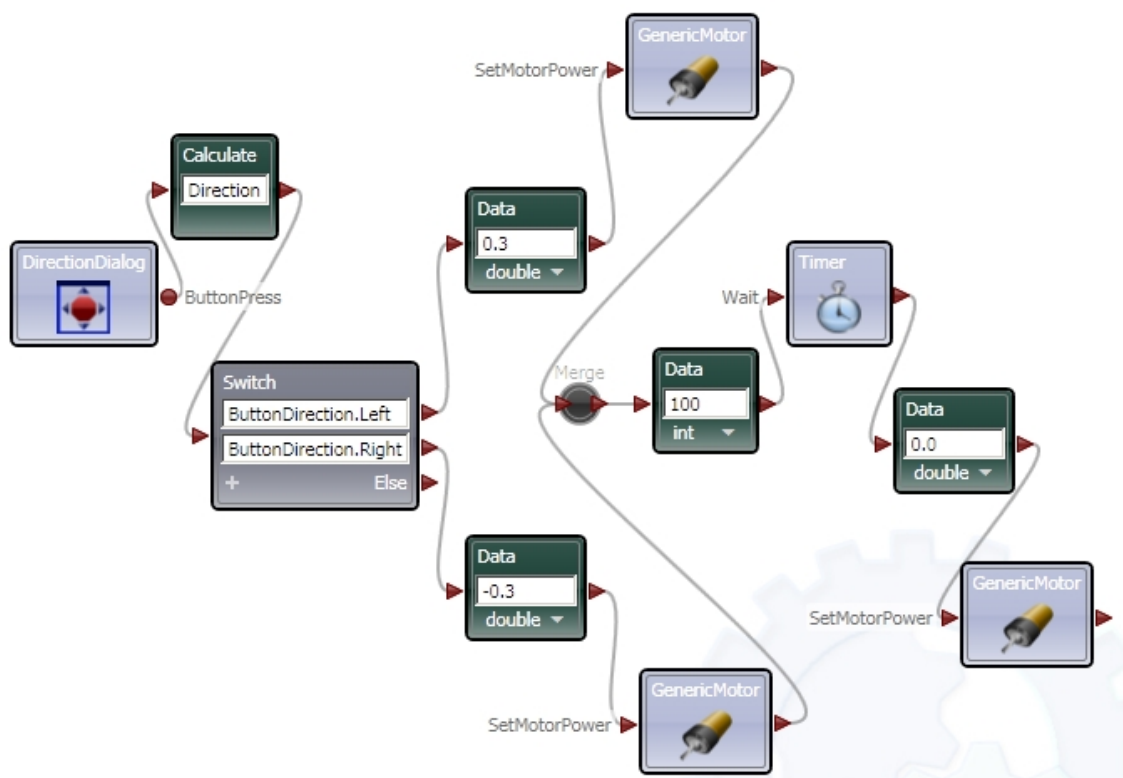 GenericMotor
SetMotorPower
Calculate
Direction
Data
0.3
double
DirectionDialog
ButtonPress
Timer
Wait
Switch
ButtonDirection.Left
ButtonDirection.Right
+ Else
Merge
Data
100
int
Data
0.0
double
Data
-0.3
double
GenericMotor
SetMotorPower
GenericMotor
SetMotorPower